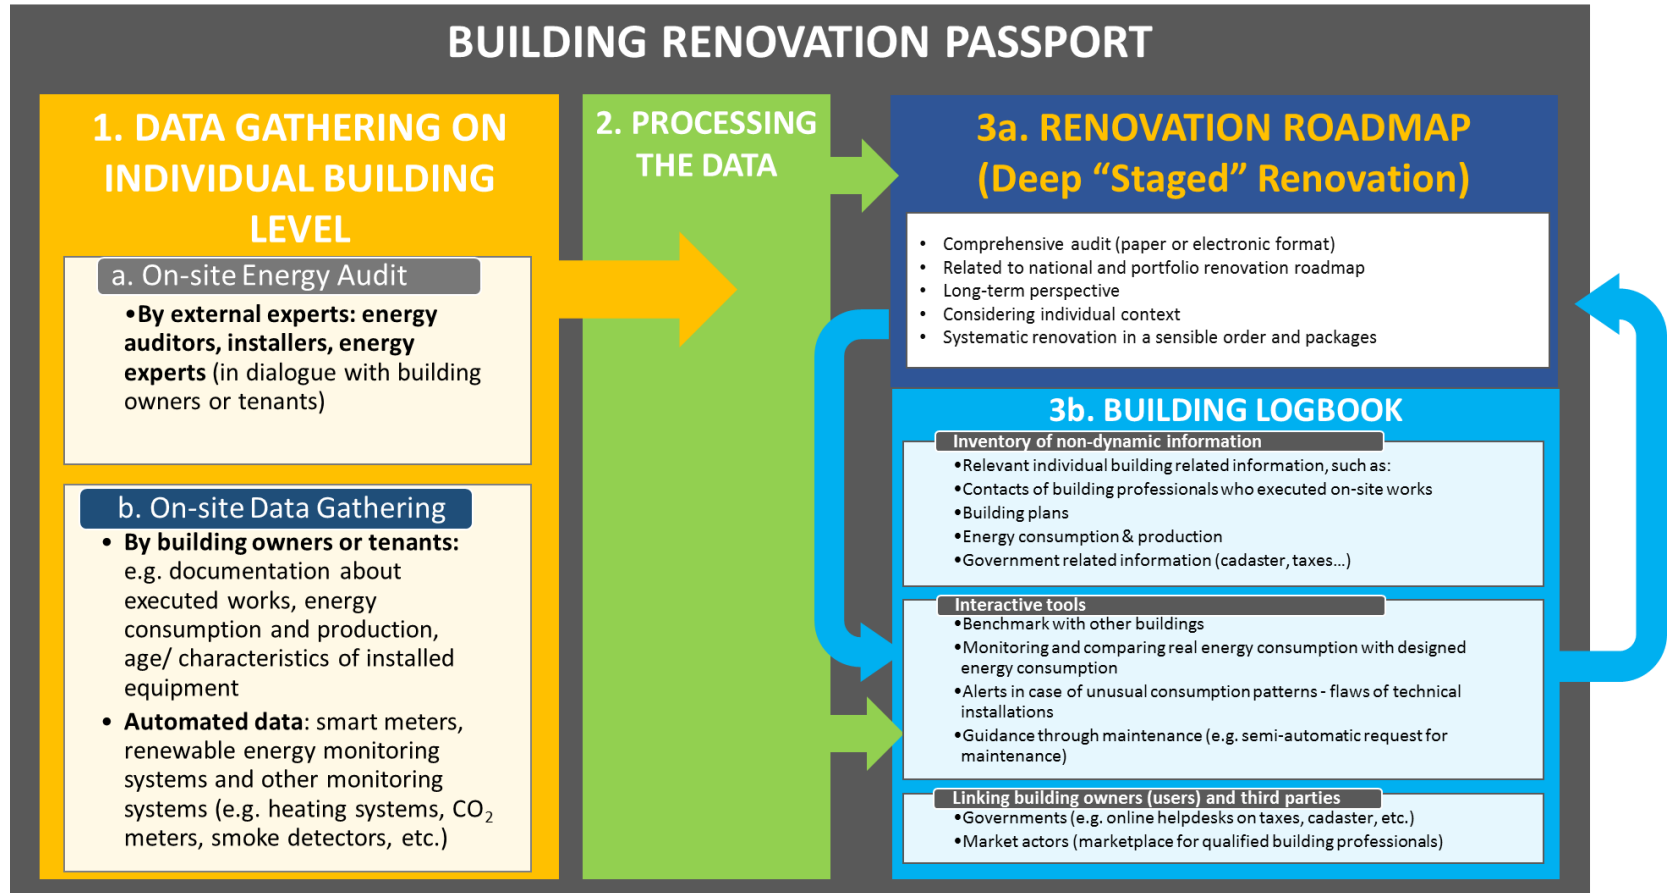 BUILDING RENOVATION PASSPORT
1. DATA GATHERING ON
INDIVIDUAL BUILDING
LEVEL
a. On-site Energy Audit
•By external experts: energy
auditors, installers, energy
experts (in dialogue with building
owners or tenants)
b. On-site Data Gathering
• By building owners or tenants:
e.g. documentation about
executed works, energy
consumption and production,
age/ characteristics of installed
equipment
• Automated data: smart meters,
renewable energy monitoring
systems and other monitoring
systems (e.g. heating systems, CO₂
meters, smoke detectors, etc.)
2. PROCESSING
THE DATA
3a. RENOVATION ROADMAP
(Deep “Staged” Renovation)
• Comprehensive audit (paper or electronic format)
• Related to national and portfolio renovation roadmap
• Long-term perspective
• Considering individual context
• Systematic renovation in a sensible order and packages
3b. BUILDING LOGBOOK
Inventory of non-dynamic information
•Relevant individual building related information, such as:
•Contacts of building professionals who executed on-site works
•Building plans
•Energy consumption & production
•Government related information (cadaster, taxes...)
Interactive tools
•Benchmark with other buildings
•Monitoring and comparing real energy consumption with designed
energy consumption
•Alerts in case of unusual consumption patterns - flaws of technical
installations
•Guidance through maintenance (e.g. semi-automatic request for
maintenance)
Linking building owners (users) and third parties
•Governments (e.g. online helpdesks on taxes, cadaster, etc.)
•Market actors (marketplace for qualified building professionals)